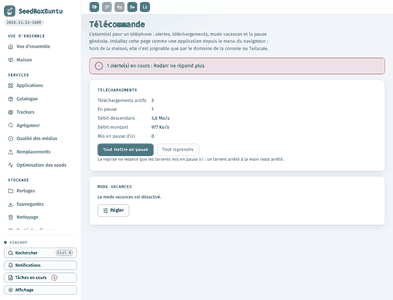 SeedBoxBuntu
VUE D'ENSEMBLE
Vue d'ensemble
Maison
SERVICES
Applications
Catalogue
Trackers
Agrégateur
Qualité des médias
Remplacements
Optimisation des seeds
STOCKAGE
Partages
Sauvegardes
Nettoyage
vincent
Rechercher
Ctrl K
Notifications
Tâches en cours
Affichage
Télécommande
L'essentiel pour un téléphone : alertes, téléchargements, mode vacances et pause
générale. Installez cette page comme une application depuis le menu du navigateur ;
hors de la maison, elle n'est joignable que par le domaine de la console ou Tailscale.
1 alerte(s) en cours : Radarr ne répond plus
TÉLÉCHARGEMENTS
Téléchargements actifs 3
En pause 1
Débit descendant 3,8 Mo/s
Débit montant 977 Ko/s
Mis en pause d'ici 0
Tout mettre en pause
Tout reprendre
La reprise ne relance que les torrents mis en pause ici : un torrent arrêté à la main reste arrêté.
MODE VACANCES
Le mode vacances est désactivé.
Régler